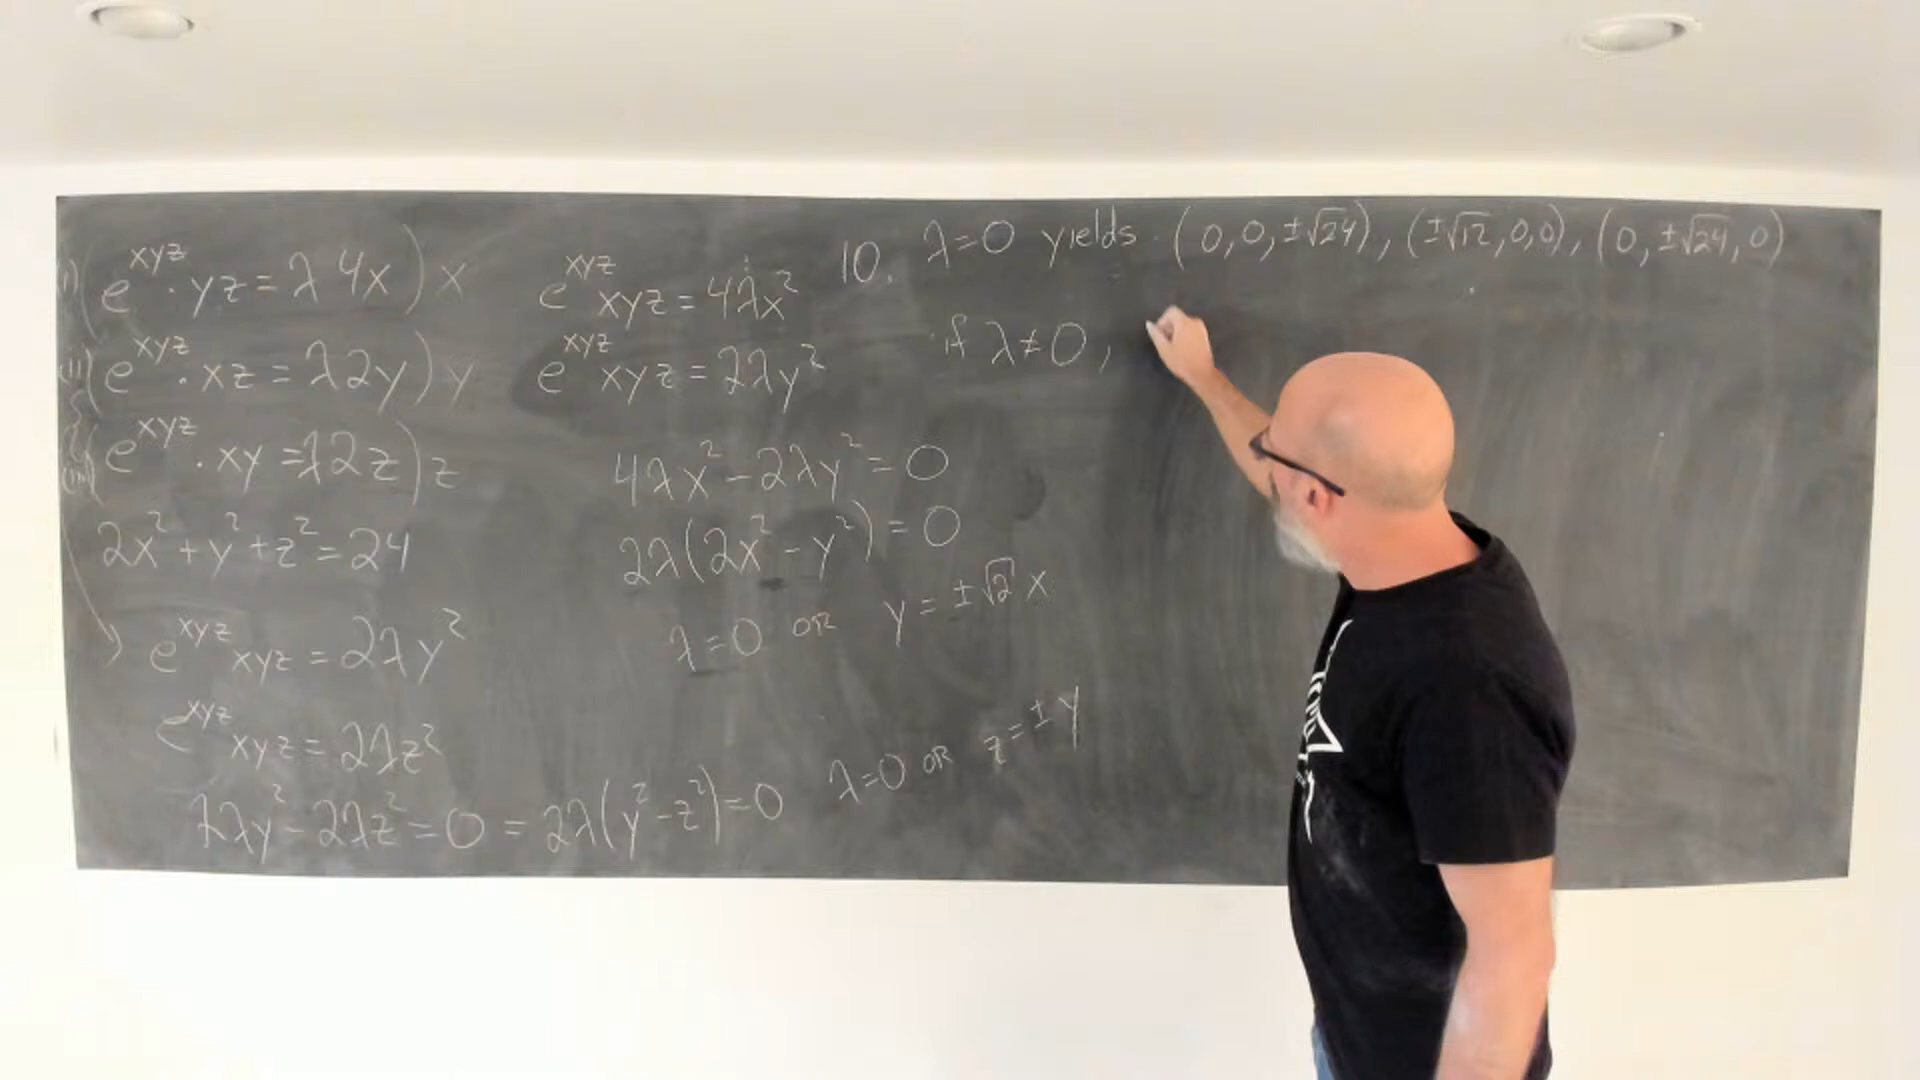 i) (e^{xyz} · yz = λ4x) x
ii) (e^{xyz} · xz = λ2y) y
iii) (e^{xyz} · xy = λ2z) z
2x² + y² + z² = 24
e^{xyz} xyz = 2λy²
e^{xyz} xyz = 2λz²
2λy² - 2λz² = 0 = 2λ(y² - z²) = 0
λ=0 OR z = ±y
e^{xyz} xyz = 4λx²
e^{xyz} xyz = 2λy²
4λx² - 2λy² = 0
2λ(2x² - y²) = 0
λ=0 OR y = ±√2 x
10. λ=0 yields (0,0,±√24), (±√12,0,0), (0,±√24,0)
if λ≠0,